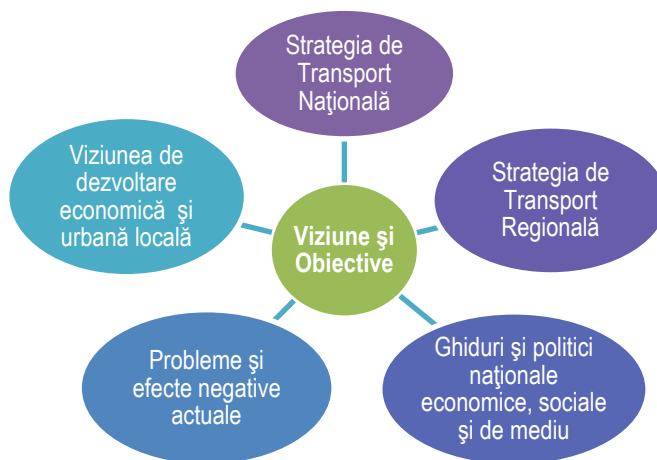 Strategia de
Transport
Naţională
Viziunea de
dezvoltare
economică şi
urbană locală
Strategia de
Transport
Regională
Viziune şi
Obiective
Probleme şi
efecte negative
actuale
Ghiduri şi politici
naţionale
economice, sociale
şi de mediu